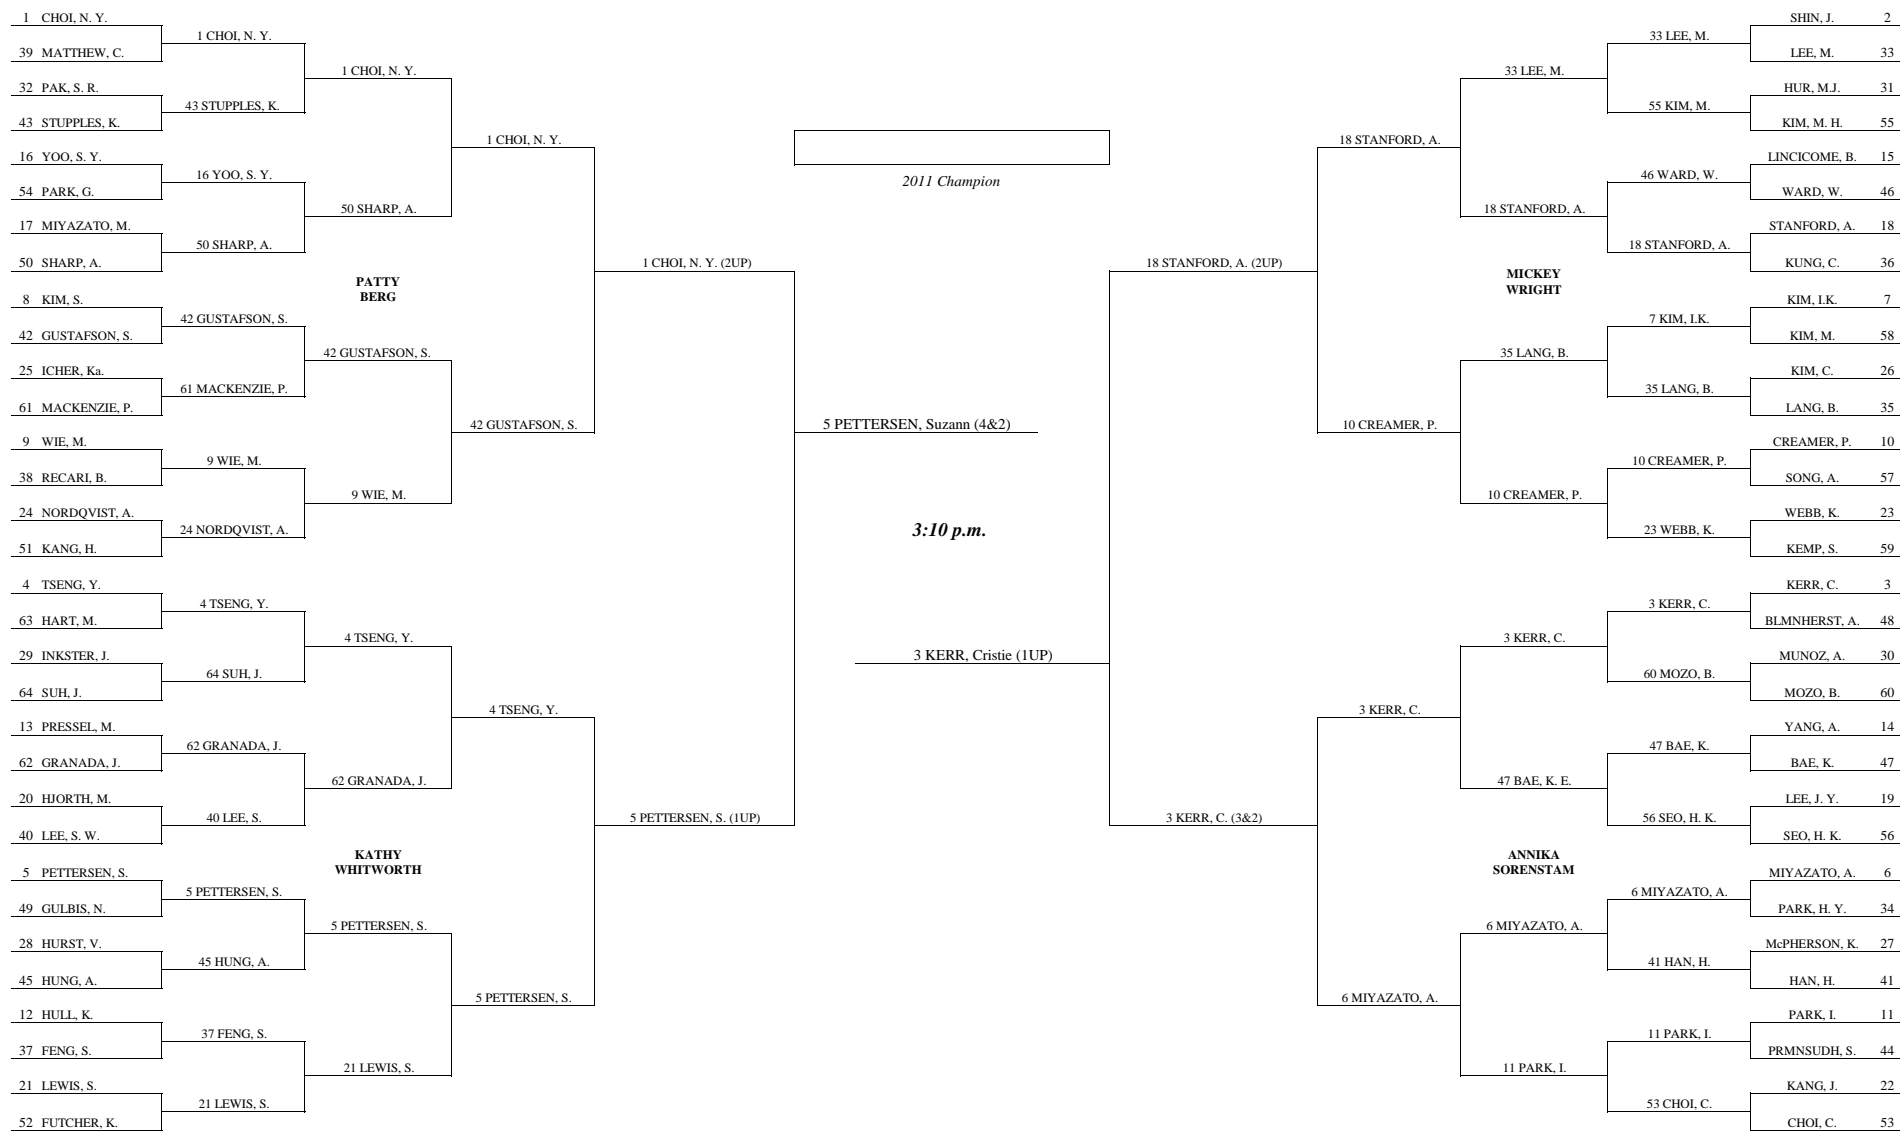 1 CHOI, N. Y.
39 MATTHEW, C.
32 PAK, S. R.
43 STUPPLES, K.
16 YOO, S. Y.
54 PARK, G.
17 MIYAZATO, M.
50 SHARP, A.
8 KIM, S.
42 GUSTAFSON, S.
25 ICHER, Ka.
61 MACKENZIE, P.
9 WIE, M.
38 RECARI, B.
24 NORDQVIST, A.
51 KANG, H.
4 TSENG, Y.
63 HART, M.
29 INKSTER, J.
64 SUH, J.
13 PRESSEL, M.
62 GRANADA, J.
20 HJORTH, M.
40 LEE, S. W.
5 PETTERSEN, S.
49 GULBIS, N.
28 HURST, V.
45 HUNG, A.
12 HULL, K.
37 FENG, S.
21 LEWIS, S.
52 FUTCHER, K.
1 CHOI, N. Y.
43 STUPPLES, K.
16 YOO, S. Y.
50 SHARP, A.
42 GUSTAFSON, S.
61 MACKENZIE, P.
9 WIE, M.
24 NORDQVIST, A.
4 TSENG, Y.
64 SUH, J.
62 GRANADA, J.
40 LEE, S.
5 PETTERSEN, S.
45 HUNG, A.
37 FENG, S.
21 LEWIS, S.
1 CHOI, N. Y.
50 SHARP, A.
PATTY
BERG
42 GUSTAFSON, S.
9 WIE, M.
4 TSENG, Y.
62 GRANADA, J.
KATHY
WHITWORTH
5 PETTERSEN, S.
21 LEWIS, S.
1 CHOI, N. Y.
42 GUSTAFSON, S.
4 TSENG, Y.
5 PETTERSEN, S.
1 CHOI, N. Y. (2UP)
5 PETTERSEN, S. (1UP)
2011 Champion
5 PETTERSEN, Suzann (4&2)
3:10 p.m.
3 KERR, Cristie (1UP)
18 STANFORD, A. (2UP)
3 KERR, C. (3&2)
18 STANFORD, A.
10 CREAMER, P.
3 KERR, C.
6 MIYAZATO, A.
33 LEE, M.
18 STANFORD, A.
MICKEY
WRIGHT
35 LANG, B.
10 CREAMER, P.
3 KERR, C.
47 BAE, K. E.
ANNIKA
SORENSTAM
6 MIYAZATO, A.
11 PARK, I.
33 LEE, M.
55 KIM, M.
46 WARD, W.
18 STANFORD, A.
7 KIM, I.K.
35 LANG, B.
10 CREAMER, P.
23 WEBB, K.
3 KERR, C.
60 MOZO, B.
47 BAE, K.
56 SEO, H. K.
6 MIYAZATO, A.
41 HAN, H.
11 PARK, I.
53 CHOI, C.
SHIN, J. 2
LEE, M. 33
HUR, M.J. 31
KIM, M. H. 55
LINCICOME, B. 15
WARD, W. 46
STANFORD, A. 18
KUNG, C. 36
KIM, I.K. 7
KIM, M. 58
KIM, C. 26
LANG, B. 35
CREAMER, P. 10
SONG, A. 57
WEBB, K. 23
KEMP, S. 59
KERR, C. 3
BLMNHERST, A. 48
MUNOZ, A. 30
MOZO, B. 60
YANG, A. 14
BAE, K. 47
LEE, J. Y. 19
SEO, H. K. 56
MIYAZATO, A. 6
PARK, H. Y. 34
McPHERSON, K. 27
HAN, H. 41
PARK, I. 11
PRMNSUDH, S. 44
KANG, J. 22
CHOI, C. 53